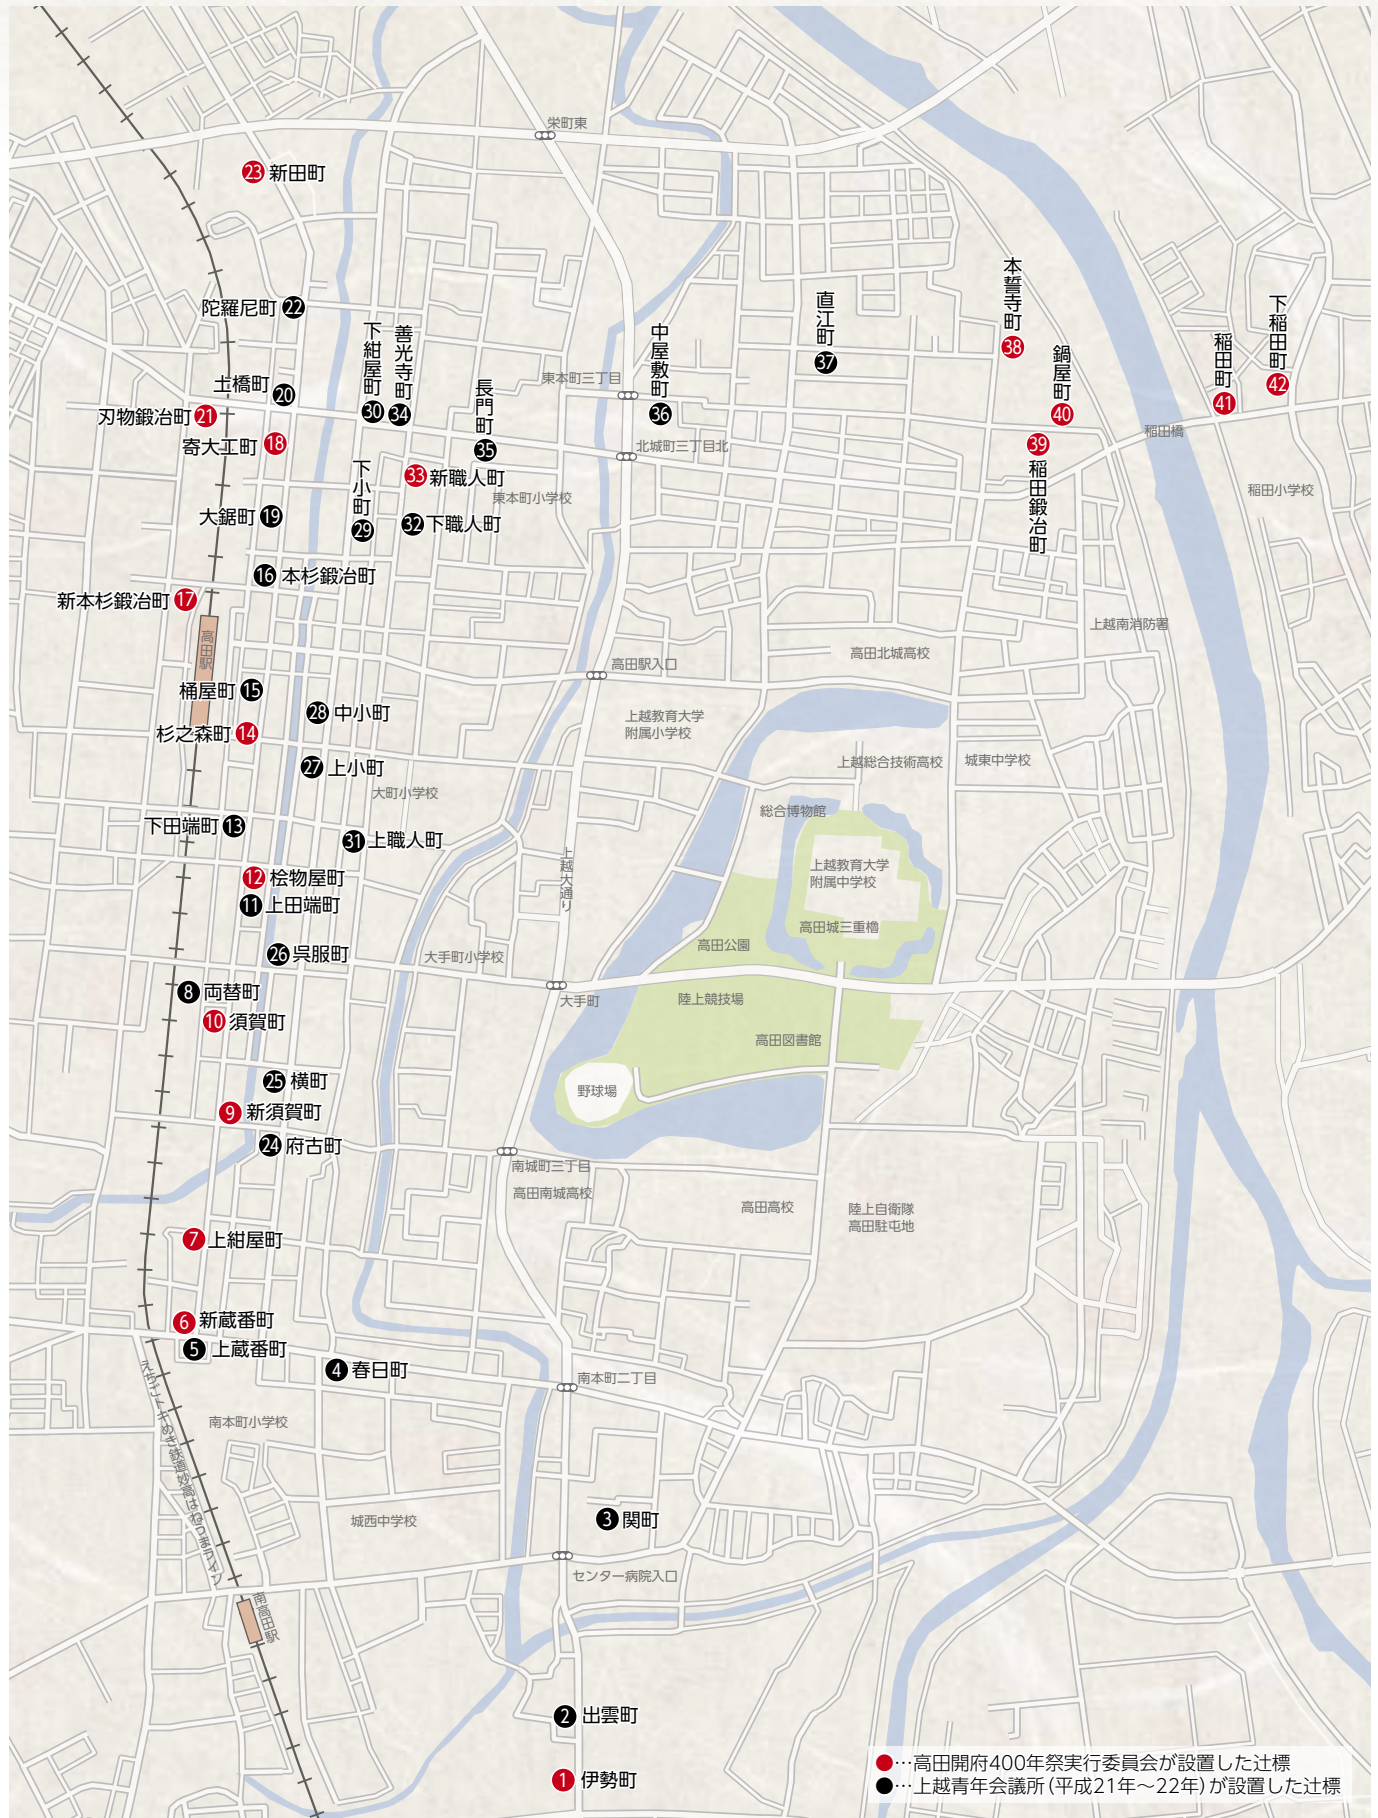 栄町東
23 新田町
陀羅尼町 22
下紺屋町 30
善光寺町 34
長門町 35
東本町三丁目
中屋敷町 36
直江町 37
本誓寺町 38
鍋屋町 40
稲田町 41
下稲田町 42
稲田橋
39 稲田鍛冶町
稲田小学校
土橋町 20
刃物鍛冶町 21
寄大工町 18
北城町三丁目北
33 新職人町
東本町小学校
下小町 29
32 下職人町
大鋸町 19
16 本杉鍛冶町
新本杉鍛冶町 17
高田駅
上越南消防署
高田北城高校
高田駅入口
桶屋町 15
28 中小町
杉之森町 14
上越教育大学
附属小学校
27 上小町
大町小学校
上越総合技術高校
城東中学校
総合博物館
下田端町 13
31 上職人町
上越大通り
上越教育大学
附属中学校
12 桧物屋町
11 上田端町
高田城三重櫓
高田公園
26 呉服町
大手町小学校
8 両替町
大手町
陸上競技場
10 須賀町
高田図書館
25 横町
野球場
9 新須賀町
24 府古町
南城町三丁目
高田南城高校
高田高校
陸上自衛隊
高田駐屯地
7 上紺屋町
6 新蔵番町
5 上蔵番町
4 春日町
南本町二丁目
えちごトキめき鉄道妙高はねうまライン
南本町小学校
城西中学校
3 関町
センター病院入口
南高田駅
2 出雲町
1 伊勢町
●…高田開府400年祭実行委員会が設置した辻標
●…上越青年会議所(平成21年～22年)が設置した辻標